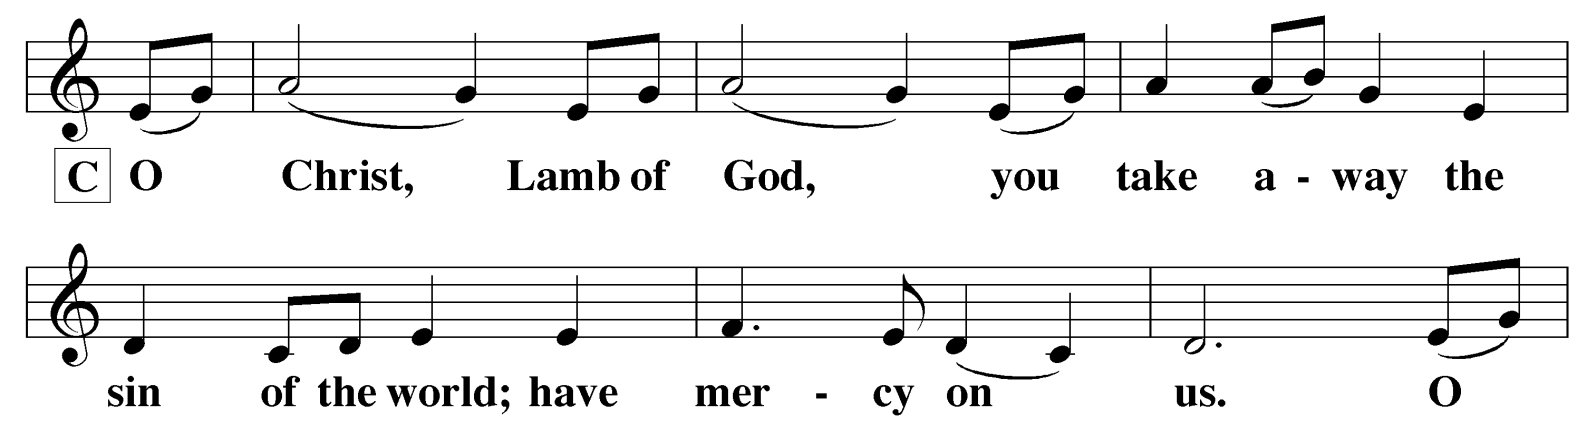 C O Christ, Lamb of God, you take a - way the
sin of the world; have mer - cy on us. O